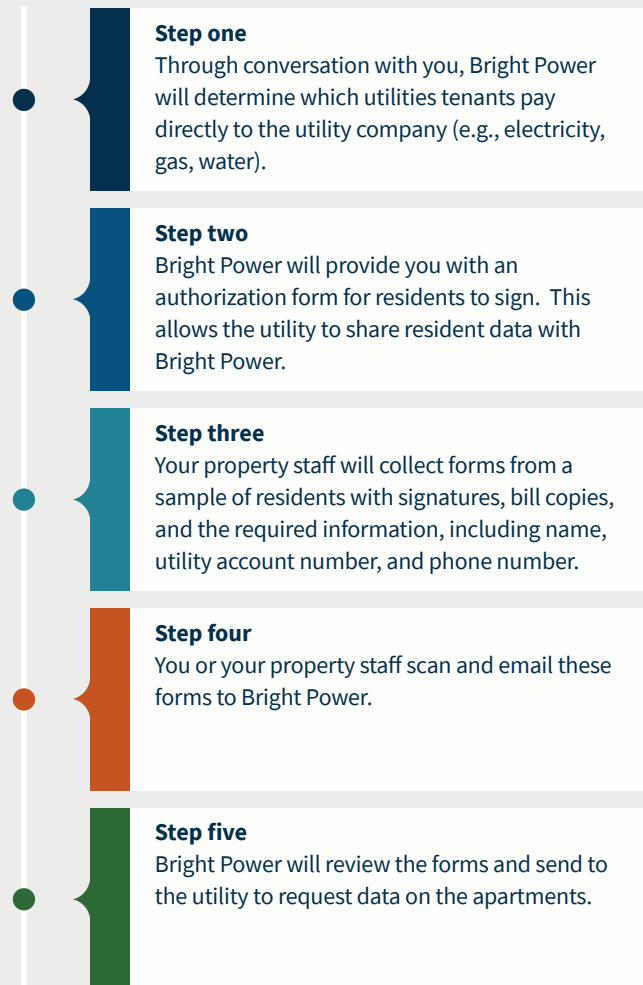 Step one
Through conversation with you, Bright Power
will determine which utilities tenants pay
directly to the utility company (e.g., electricity,
gas, water).
Step two
Bright Power will provide you with an
authorization form for residents to sign.  This
allows the utility to share resident data with
Bright Power.
Step three
Your property staff will collect forms from a
sample of residents with signatures, bill copies,
and the required information, including name,
utility account number, and phone number.
Step four
You or your property staff scan and email these
forms to Bright Power.
Step five
Bright Power will review the forms and send to
the utility to request data on the apartments.